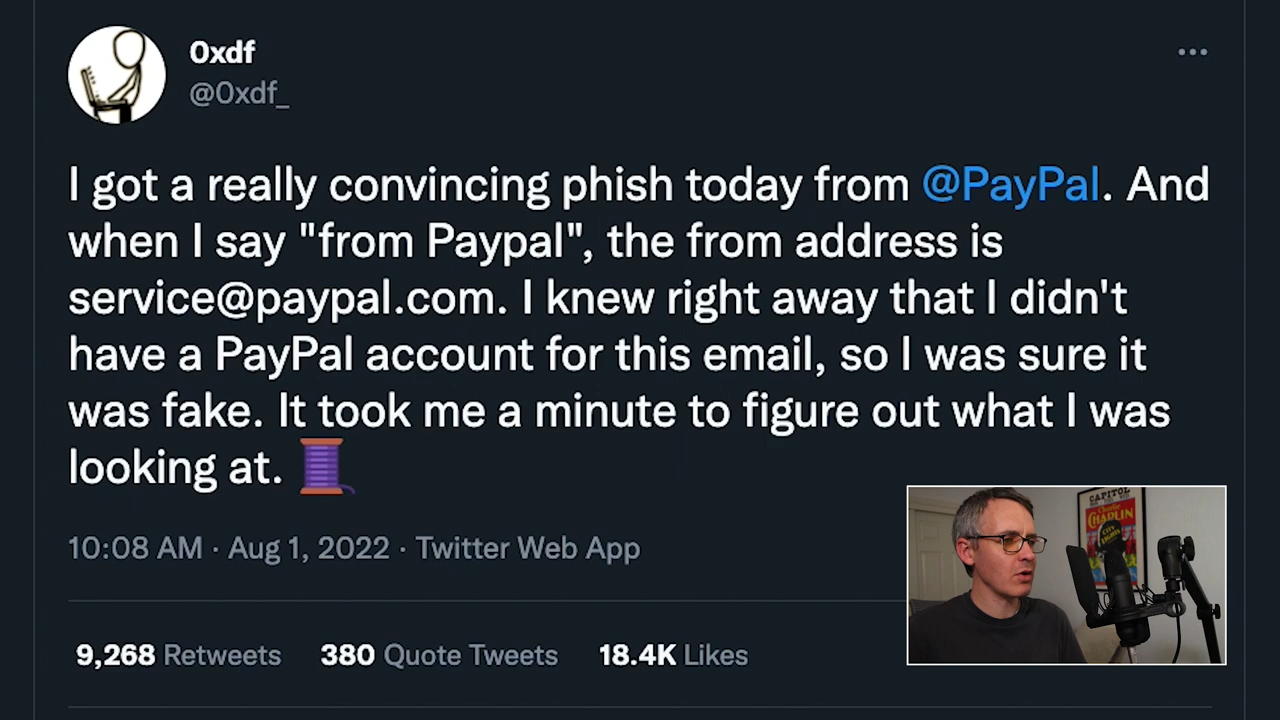 0xdf
@0xdf_
I got a really convincing phish today from @PayPal. And
when I say "from Paypal", the from address is
service@paypal.com. I knew right away that I didn't
have a PayPal account for this email, so I was sure it
was fake. It took me a minute to figure out what I was
looking at.
10:08 AM · Aug 1, 2022 · Twitter Web App
9,268 Retweets 380 Quote Tweets 18.4K Likes
CAPITOL
Charlie
CHAPLIN
CITY LIGHTS